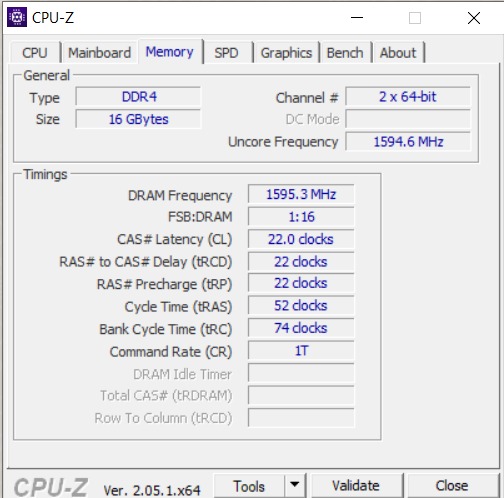 CPU-Z
CPU Mainboard Memory SPD Graphics Bench About
General
Type DDR4 Channel # 2 x 64-bit
Size 16 GBytes DC Mode
Uncore Frequency 1594.6 MHz
Timings
DRAM Frequency 1595.3 MHz
FSB:DRAM 1:16
CAS# Latency (CL) 22.0 clocks
RAS# to CAS# Delay (tRCD) 22 clocks
RAS# Precharge (tRP) 22 clocks
Cycle Time (tRAS) 52 clocks
Bank Cycle Time (tRC) 74 clocks
Command Rate (CR) 1T
DRAM Idle Timer
Total CAS# (tRDRAM)
Row To Column (tRCD)
CPU-Z Ver. 2.05.1.x64 Tools Validate Close